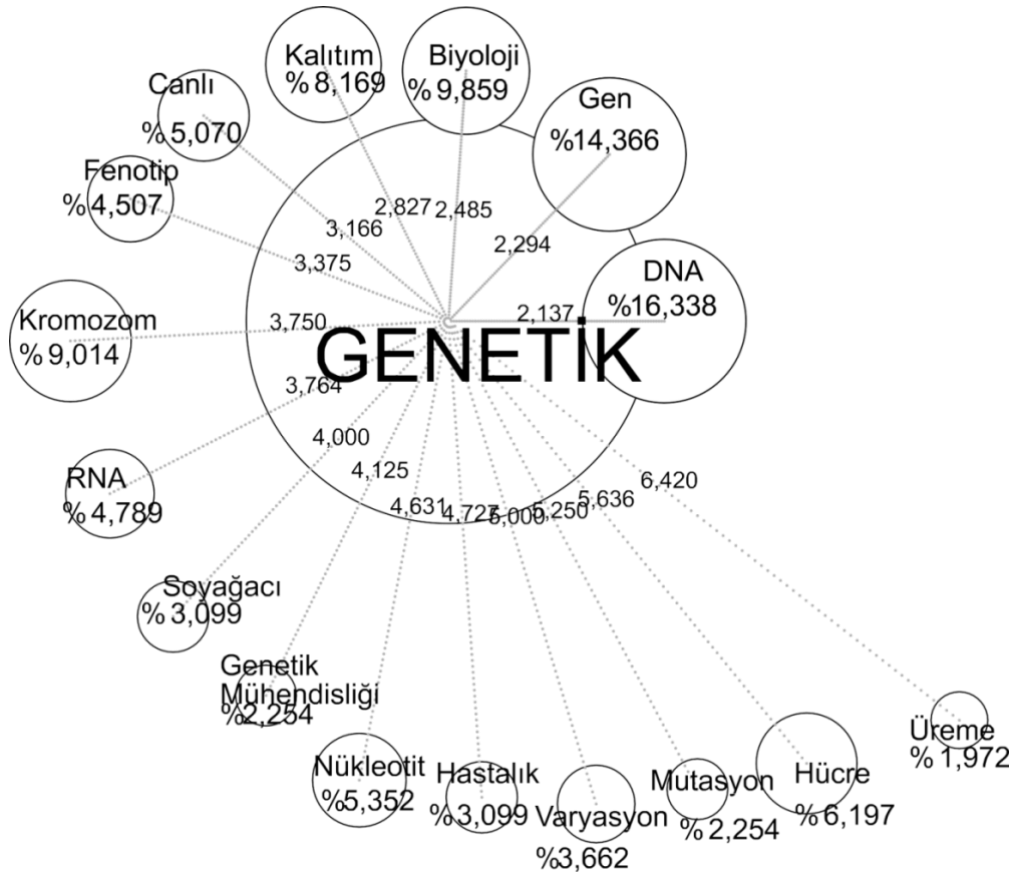 Kalıtım
% 8,169
Biyoloji
% 9,859
Gen
%14,366
Canlı
% 5,070
Fenotip
% 4,507
DNA
%16,338
Kromozom
% 9,014
2,827
2,485
3,166
2,294
3,375
2,137
3,750
GENETİK
3,764
4,000
4,125
4,631
4,727
5,000
5,250
5,636
6,420
RNA
% 4,789
Soyağacı
% 3,099
Genetik
Mühendisliği
%2,254
Nükleotit
%5,352
Hastalık
% 3,099
Varyasyon
%3,662
Mutasyon
% 2,254
Hücre
% 6,197
Üreme
% 1,972